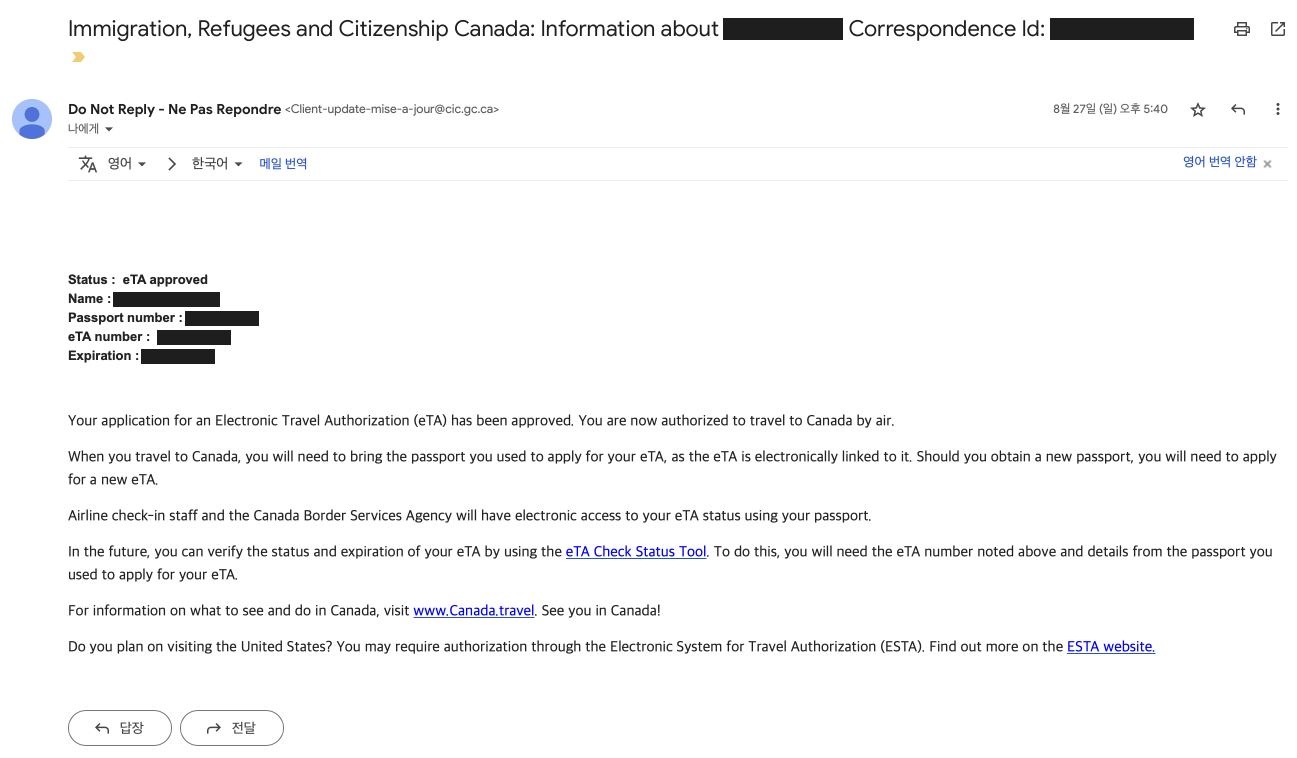 Immigration, Refugees and Citizenship Canada: Information about Correspondence Id:
Do Not Reply - Ne Pas Repondre <Client-update-mise-a-jour@cic.gc.ca>
8월 27일 (일) 오후 5:40
나에게
영어 한국어 메일 번역
영어 번역 안함
Status : eTA approved
Name :
Passport number :
eTA number :
Expiration :
Your application for an Electronic Travel Authorization (eTA) has been approved. You are now authorized to travel to Canada by air.
When you travel to Canada, you will need to bring the passport you used to apply for your eTA, as the eTA is electronically linked to it. Should you obtain a new passport, you will need to apply
for a new eTA.
Airline check-in staff and the Canada Border Services Agency will have electronic access to your eTA status using your passport.
In the future, you can verify the status and expiration of your eTA by using the eTA Check Status Tool. To do this, you will need the eTA number noted above and details from the passport you
used to apply for your eTA.
For information on what to see and do in Canada, visit www.Canada.travel. See you in Canada!
Do you plan on visiting the United States? You may require authorization through the Electronic System for Travel Authorization (ESTA). Find out more on the ESTA website.
답장 전달